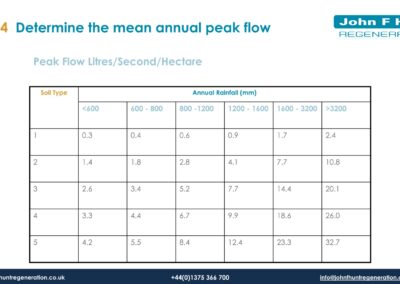 4 Determine the mean annual peak flow
John F H
REGENERA
Peak Flow Litres/Second/Hectare
Soil Type Annual Rainfall (mm)
<600 600 - 800 800 -1200 1200 - 1600 1600 - 3200 >3200
1 0.3 0.4 0.6 0.9 1.7 2.4
2 1.4 1.8 2.8 4.1 7.7 10.8
3 2.6 3.4 5.2 7.7 14.4 20.1
4 3.3 4.4 6.7 9.9 18.6 26.0
5 4.2 5.5 8.4 12.4 23.3 32.7
huntregeneration.co.uk +44(0)1375 366 700 info@johnfhuntregeneration.c